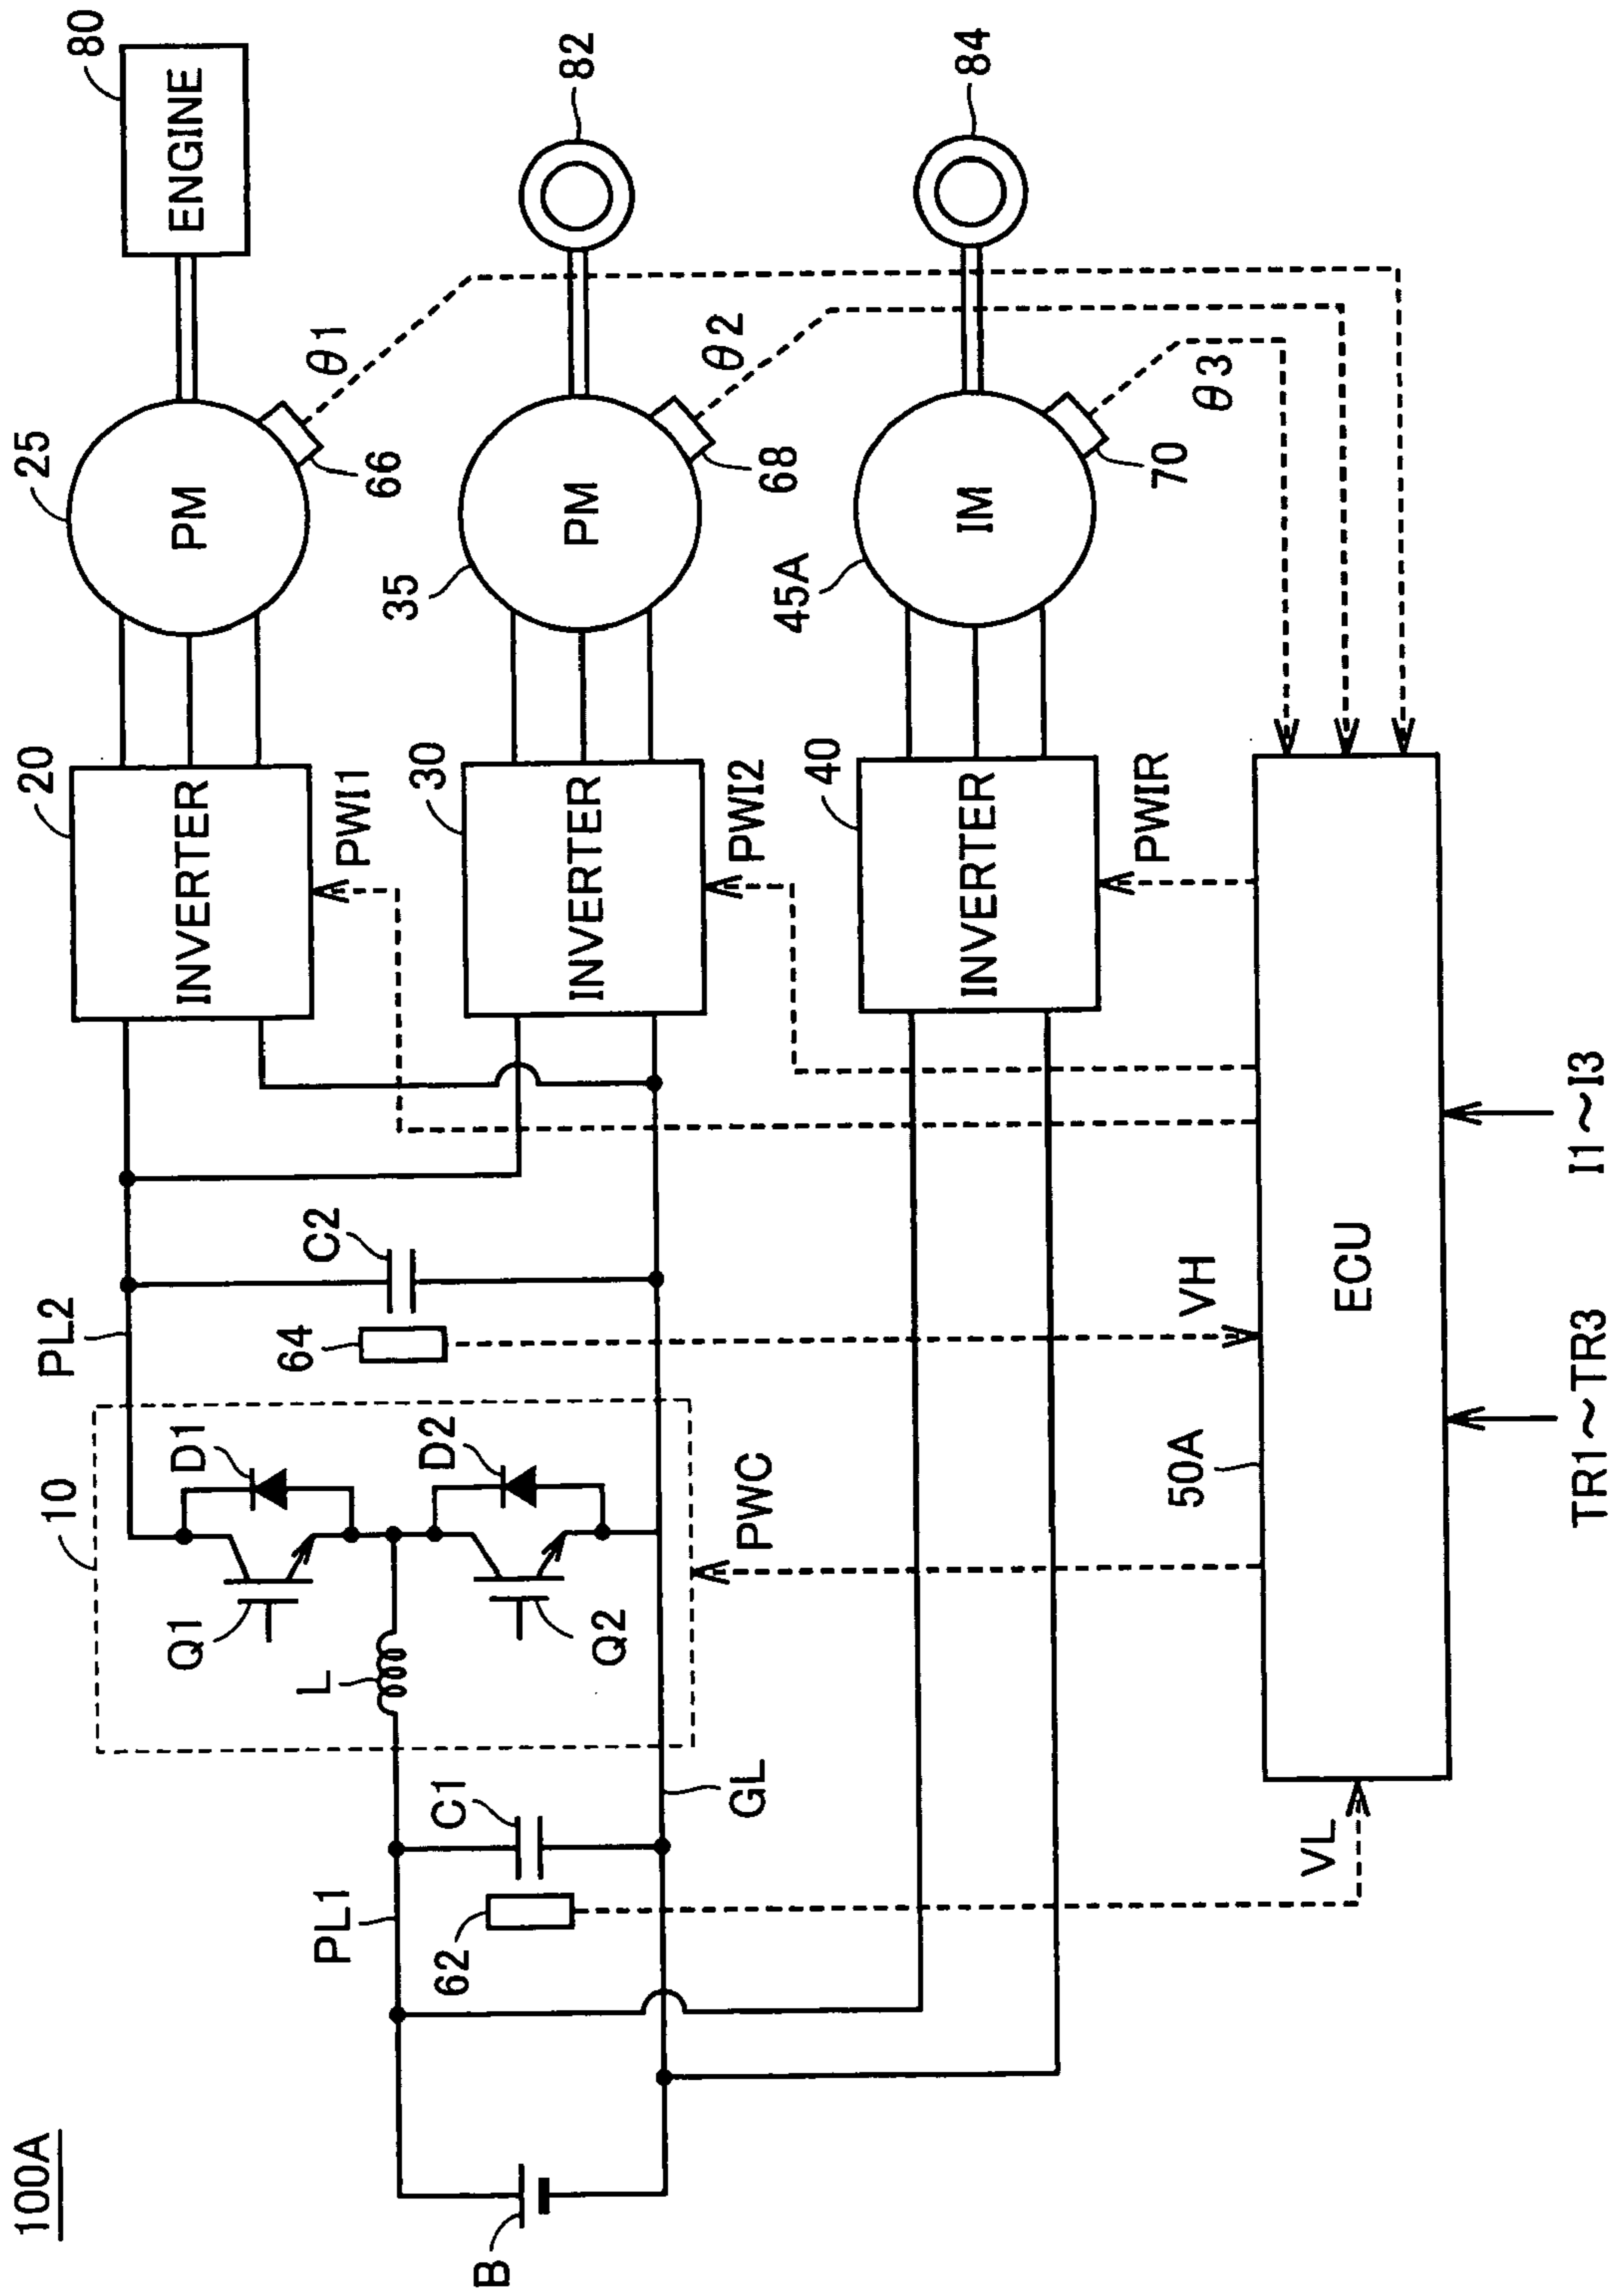 100A
B
PL1
62
C1
GL
10
Q1
D1
L
Q2
D2
PWC
PL2
64
C2
20
INVERTER
PWI1
30
INVERTER
PWI2
40
INVERTER
PWIR
25
PM
66
θ1
35
PM
68
θ2
45A
IM
70
θ3
80
ENGINE
82
84
VL
50A
VH
ECU
TR1~TR3
I1~I3